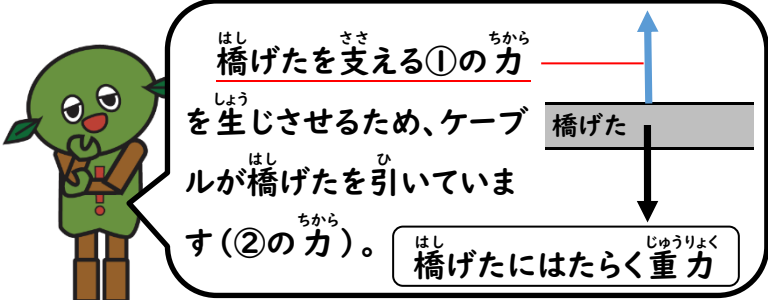 橋げたを支える①の力
を生じさせるため、ケーブ
ルが橋げたを引いていま
す(②の力)。
橋げた
橋げたにはたらく重力